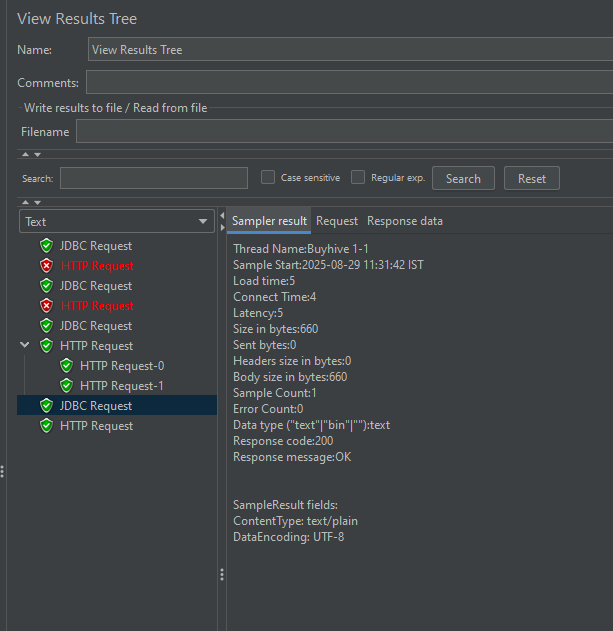 View Results Tree
Name: View Results Tree
Comments:
Write results to file / Read from file
Filename
Search: Case sensitive Regular exp. Search Reset
Text
JDBC Request
HTTP Request
JDBC Request
HTTP Request
JDBC Request
HTTP Request
HTTP Request-0
HTTP Request-1
JDBC Request
HTTP Request
Sampler result Request Response data
Thread Name:Buyhive 1-1
Sample Start:2025-08-29 11:31:42 IST
Load time:5
Connect Time:4
Latency:5
Size in bytes:660
Sent bytes:0
Headers size in bytes:0
Body size in bytes:660
Sample Count:1
Error Count:0
Data type ("text"|"bin"|""):text
Response code:200
Response message:OK
SampleResult fields:
ContentType: text/plain
DataEncoding: UTF-8